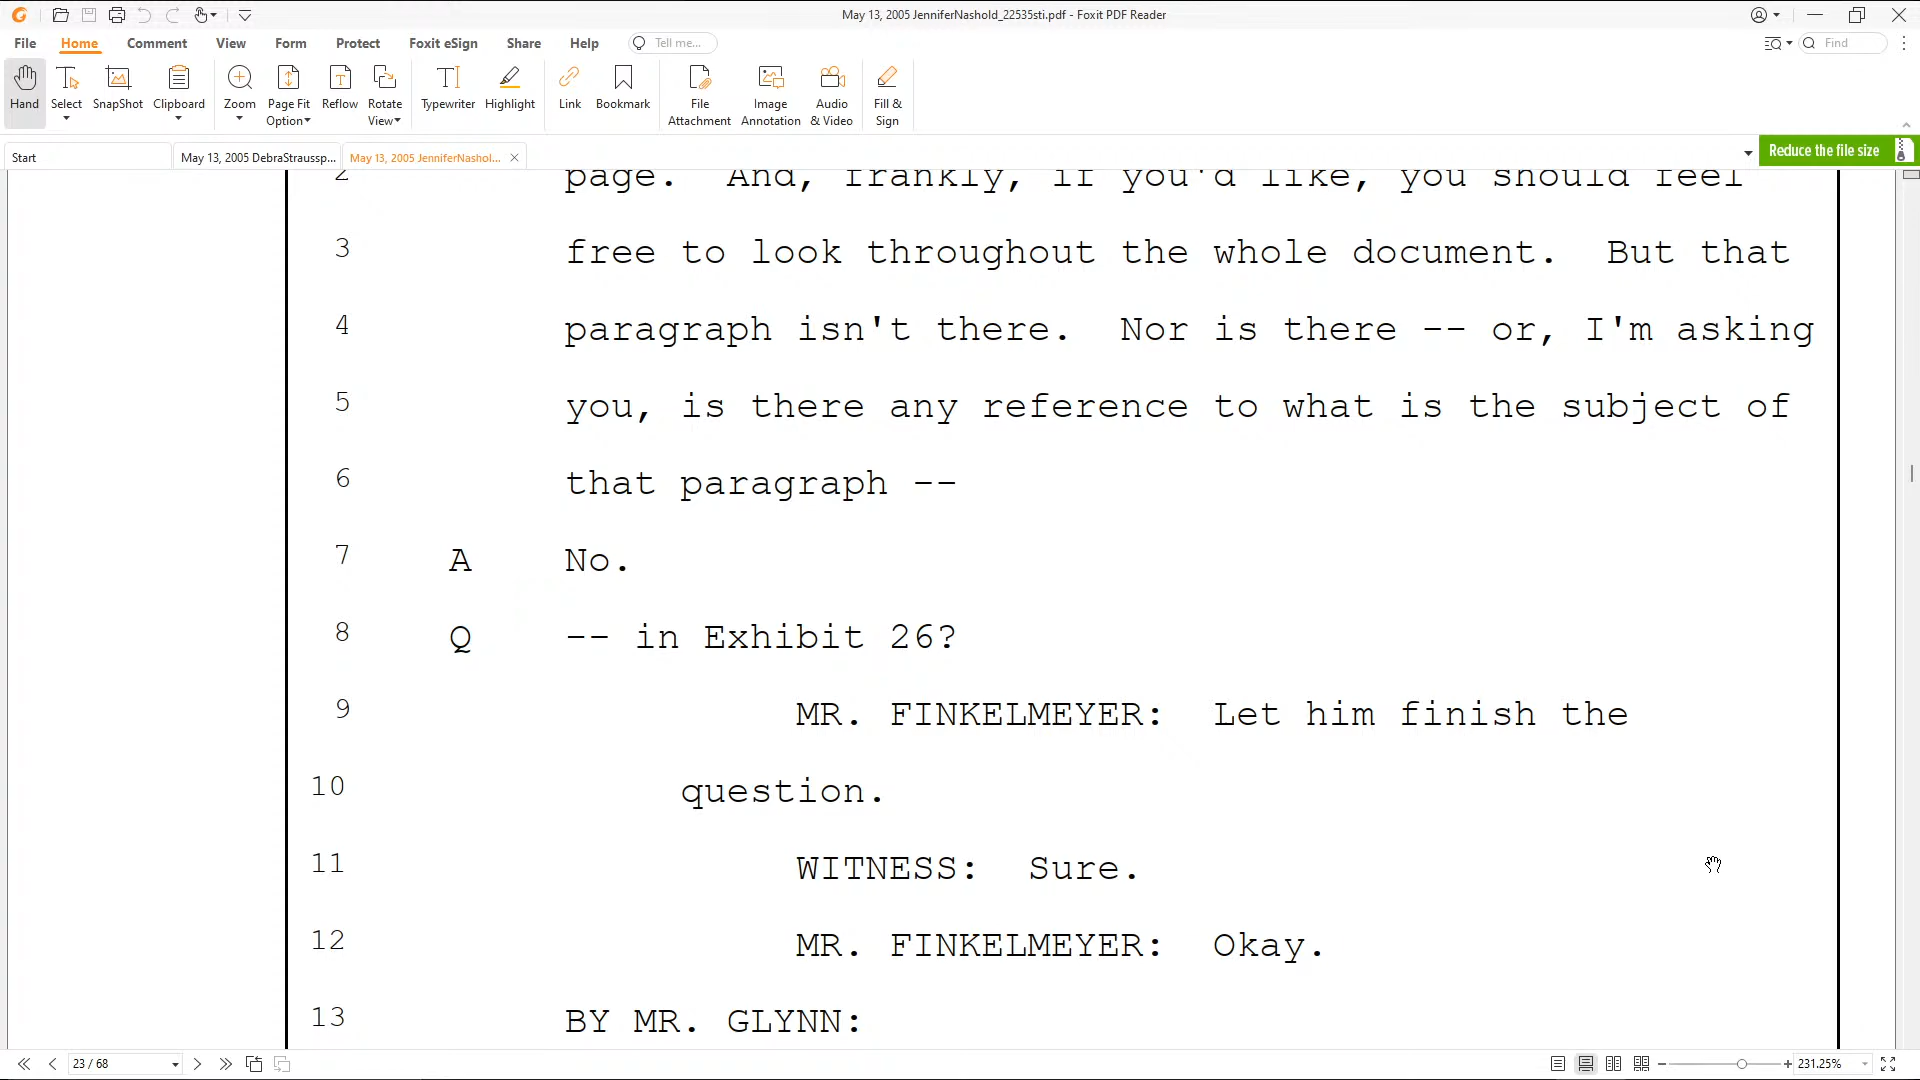 May 13, 2005 JenniferNashold_22535sti.pdf - Foxit PDF Reader
File Home Comment View Form Protect Foxit eSign Share Help Tell me... Find
Hand Select SnapShot Clipboard Zoom Page Fit Option Reflow Rotate View Typewriter Highlight Link Bookmark File Attachment Image Annotation Audio & Video Fill & Sign
Start May 13, 2005 DebraStraussp... May 13, 2005 JenniferNashol... Reduce the file size
2 page. And, frankly, if you'd like, you should feel
3 free to look throughout the whole document. But that
4 paragraph isn't there. Nor is there -- or, I'm asking
5 you, is there any reference to what is the subject of
6 that paragraph --
7 A No.
8 Q -- in Exhibit 26?
9 MR. FINKELMEYER: Let him finish the
10 question.
11 WITNESS: Sure.
12 MR. FINKELMEYER: Okay.
13 BY MR. GLYNN:
23 / 68 231.25%